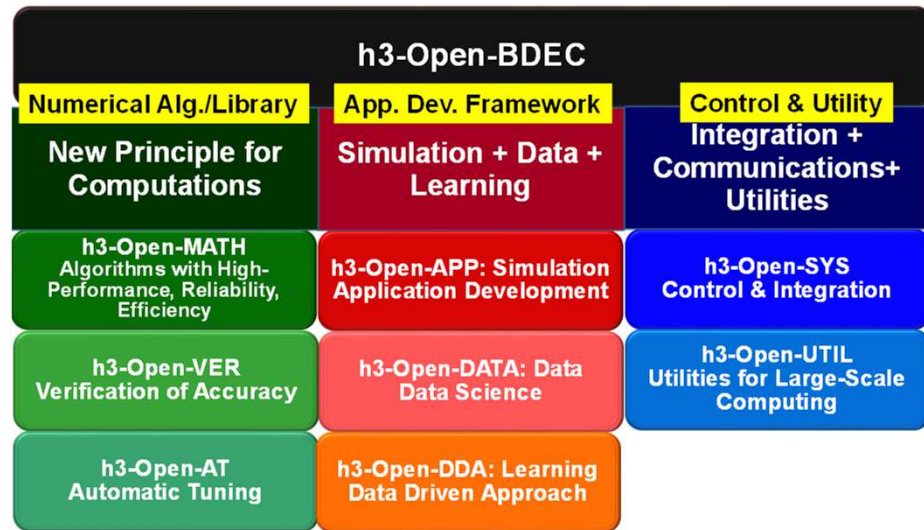 h3-Open-BDEC
Numerical Alg./Library
New Principle for
Computations
h3-Open-MATH
Algorithms with High-
Performance, Reliability,
Efficiency
h3-Open-VER
Verification of Accuracy
h3-Open-AT
Automatic Tuning
App. Dev. Framework
Simulation + Data +
Learning
h3-Open-APP: Simulation
Application Development
h3-Open-DATA: Data
Data Science
h3-Open-DDA: Learning
Data Driven Approach
Control & Utility
Integration +
Communications+
Utilities
h3-Open-SYS
Control & Integration
h3-Open-UTIL
Utilities for Large-Scale
Computing